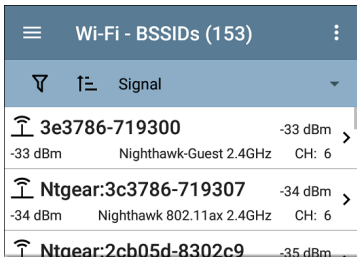 Wi-Fi - BSSIDs (153)
Signal
3e3786-719300 -33 dBm
-33 dBm Nighthawk-Guest 2.4GHz CH: 6
Ntgear:3c3786-719307 -34 dBm
-34 dBm Nighthawk 802.11ax 2.4GHz CH: 6
Ntgear:2cb05d-8302c9 -35 dBm